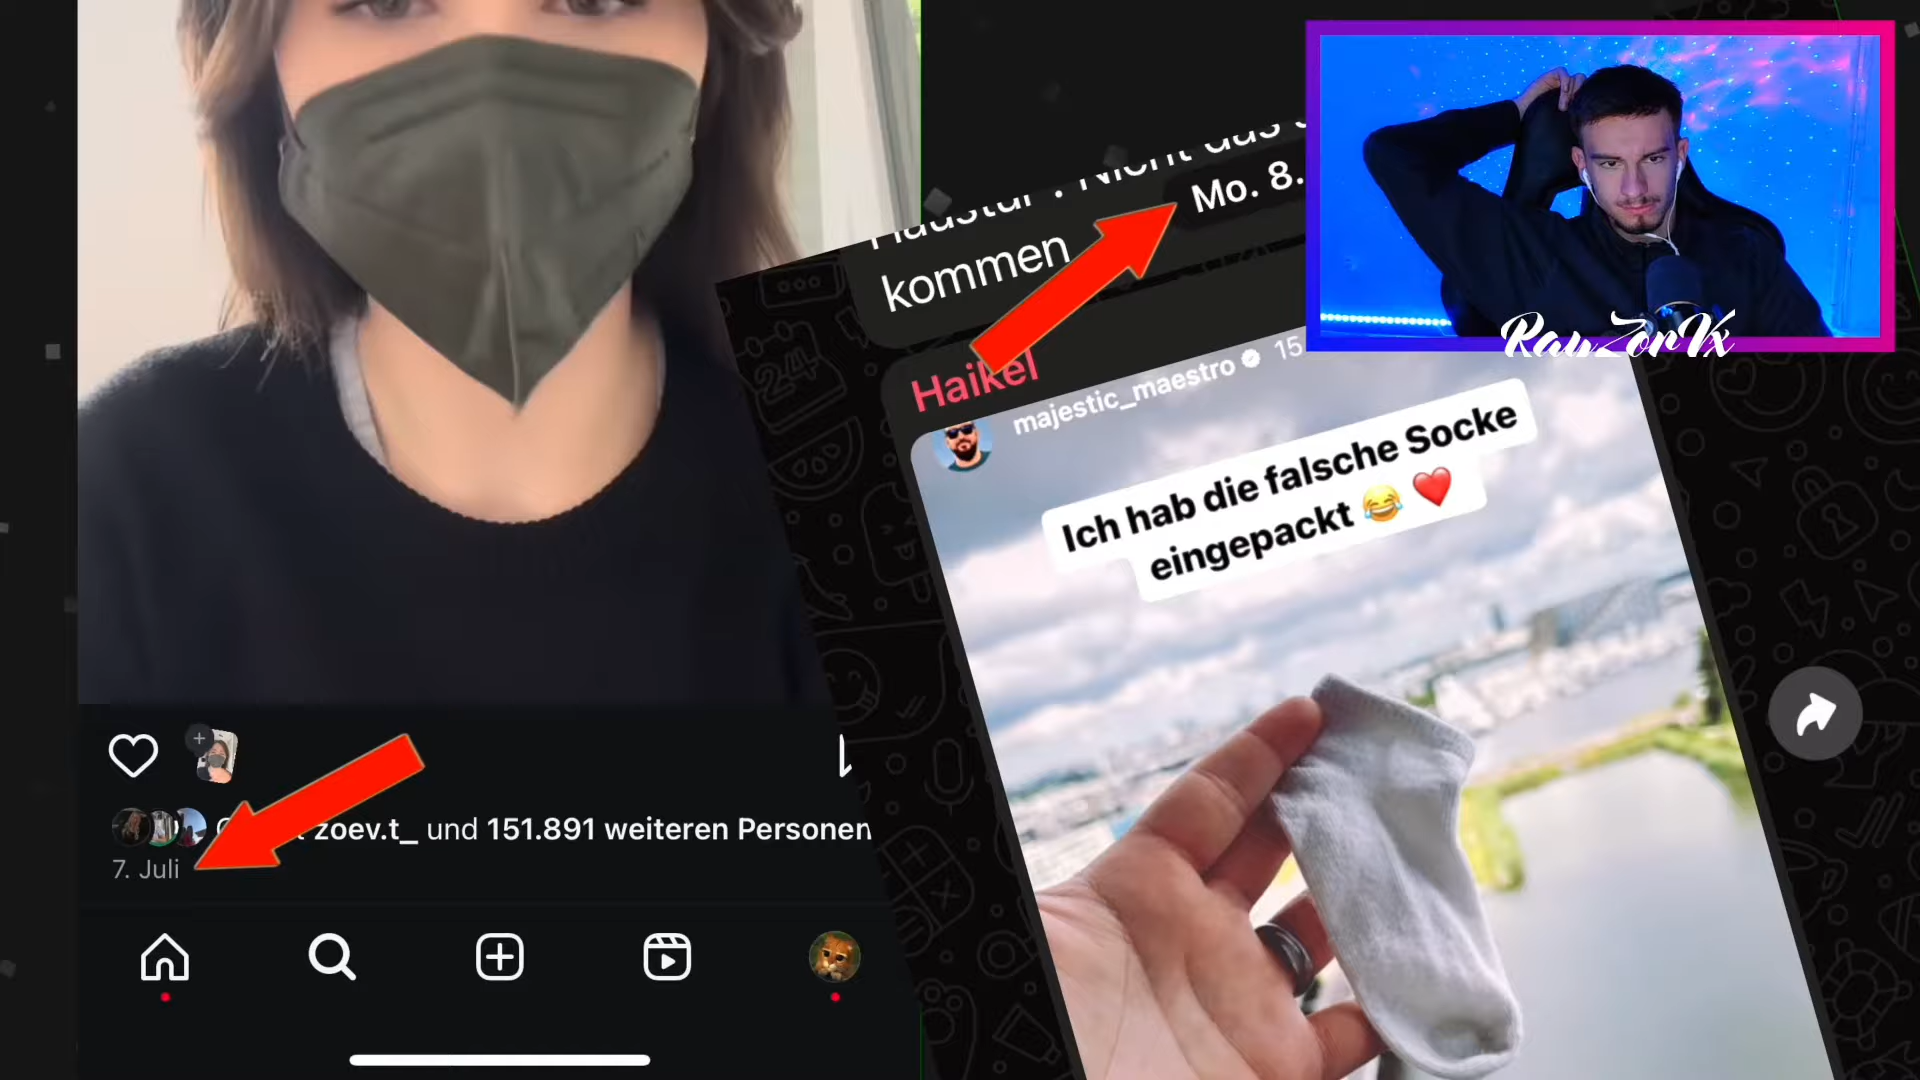 kommen
Mo. 8.
Haikel
majestic_maestro 15
Ich hab die falsche Socke
eingepackt 😂 ❤️
RayZorVx
zoev.t_ und 151.891 weiteren Personen
7. Juli